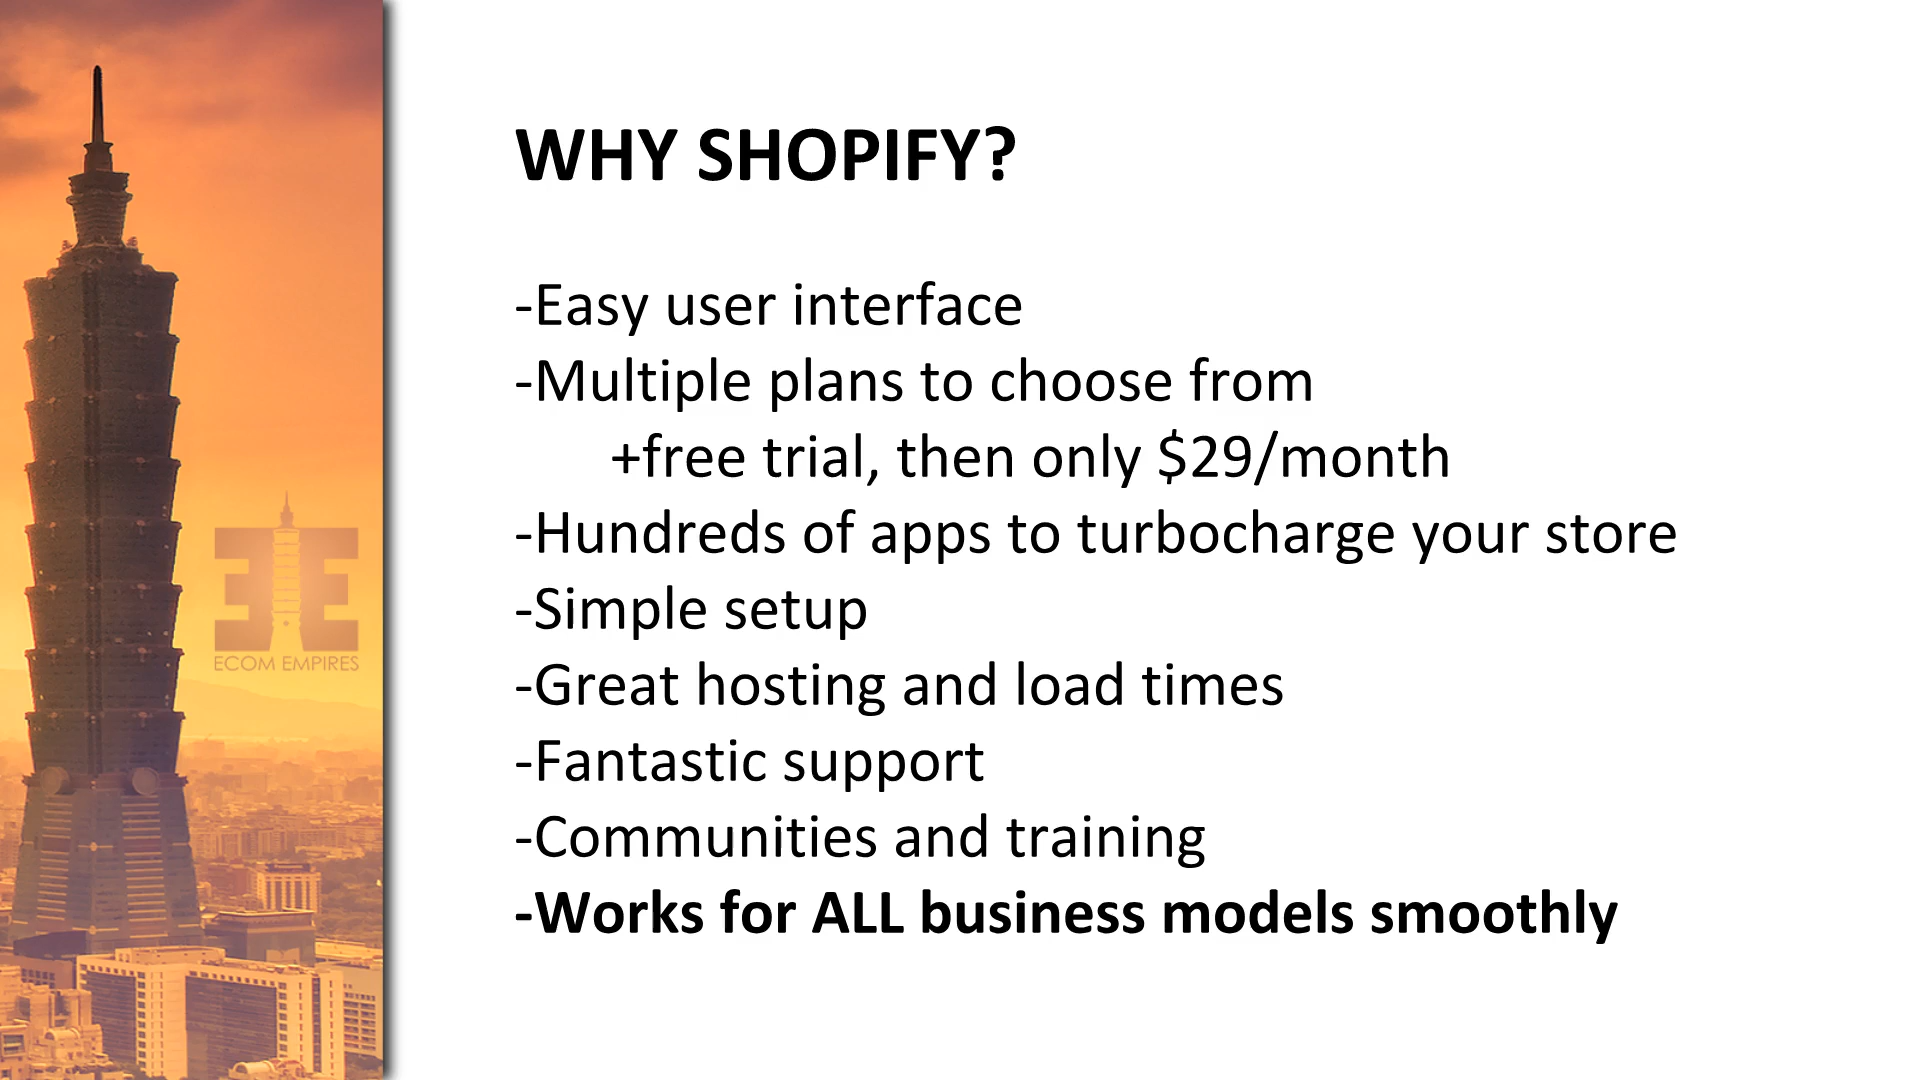 WHY SHOPIFY?
-Easy user interface
-Multiple plans to choose from
+free trial, then only $29/month
-Hundreds of apps to turbocharge your store
-Simple setup
-Great hosting and load times
-Fantastic support
-Communities and training
-Works for ALL business models smoothly
ECOM EMPIRES